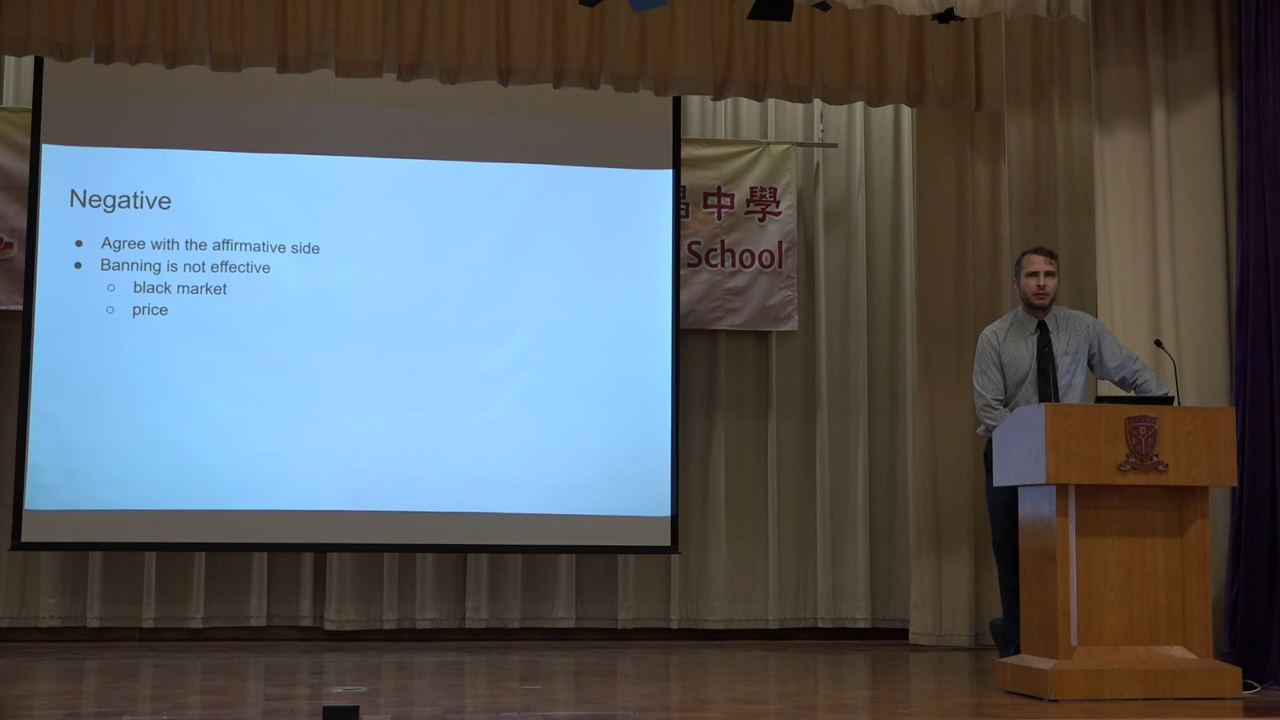 Negative
● Agree with the affirmative side
● Banning is not effective
○ black market
○ price
中學
School